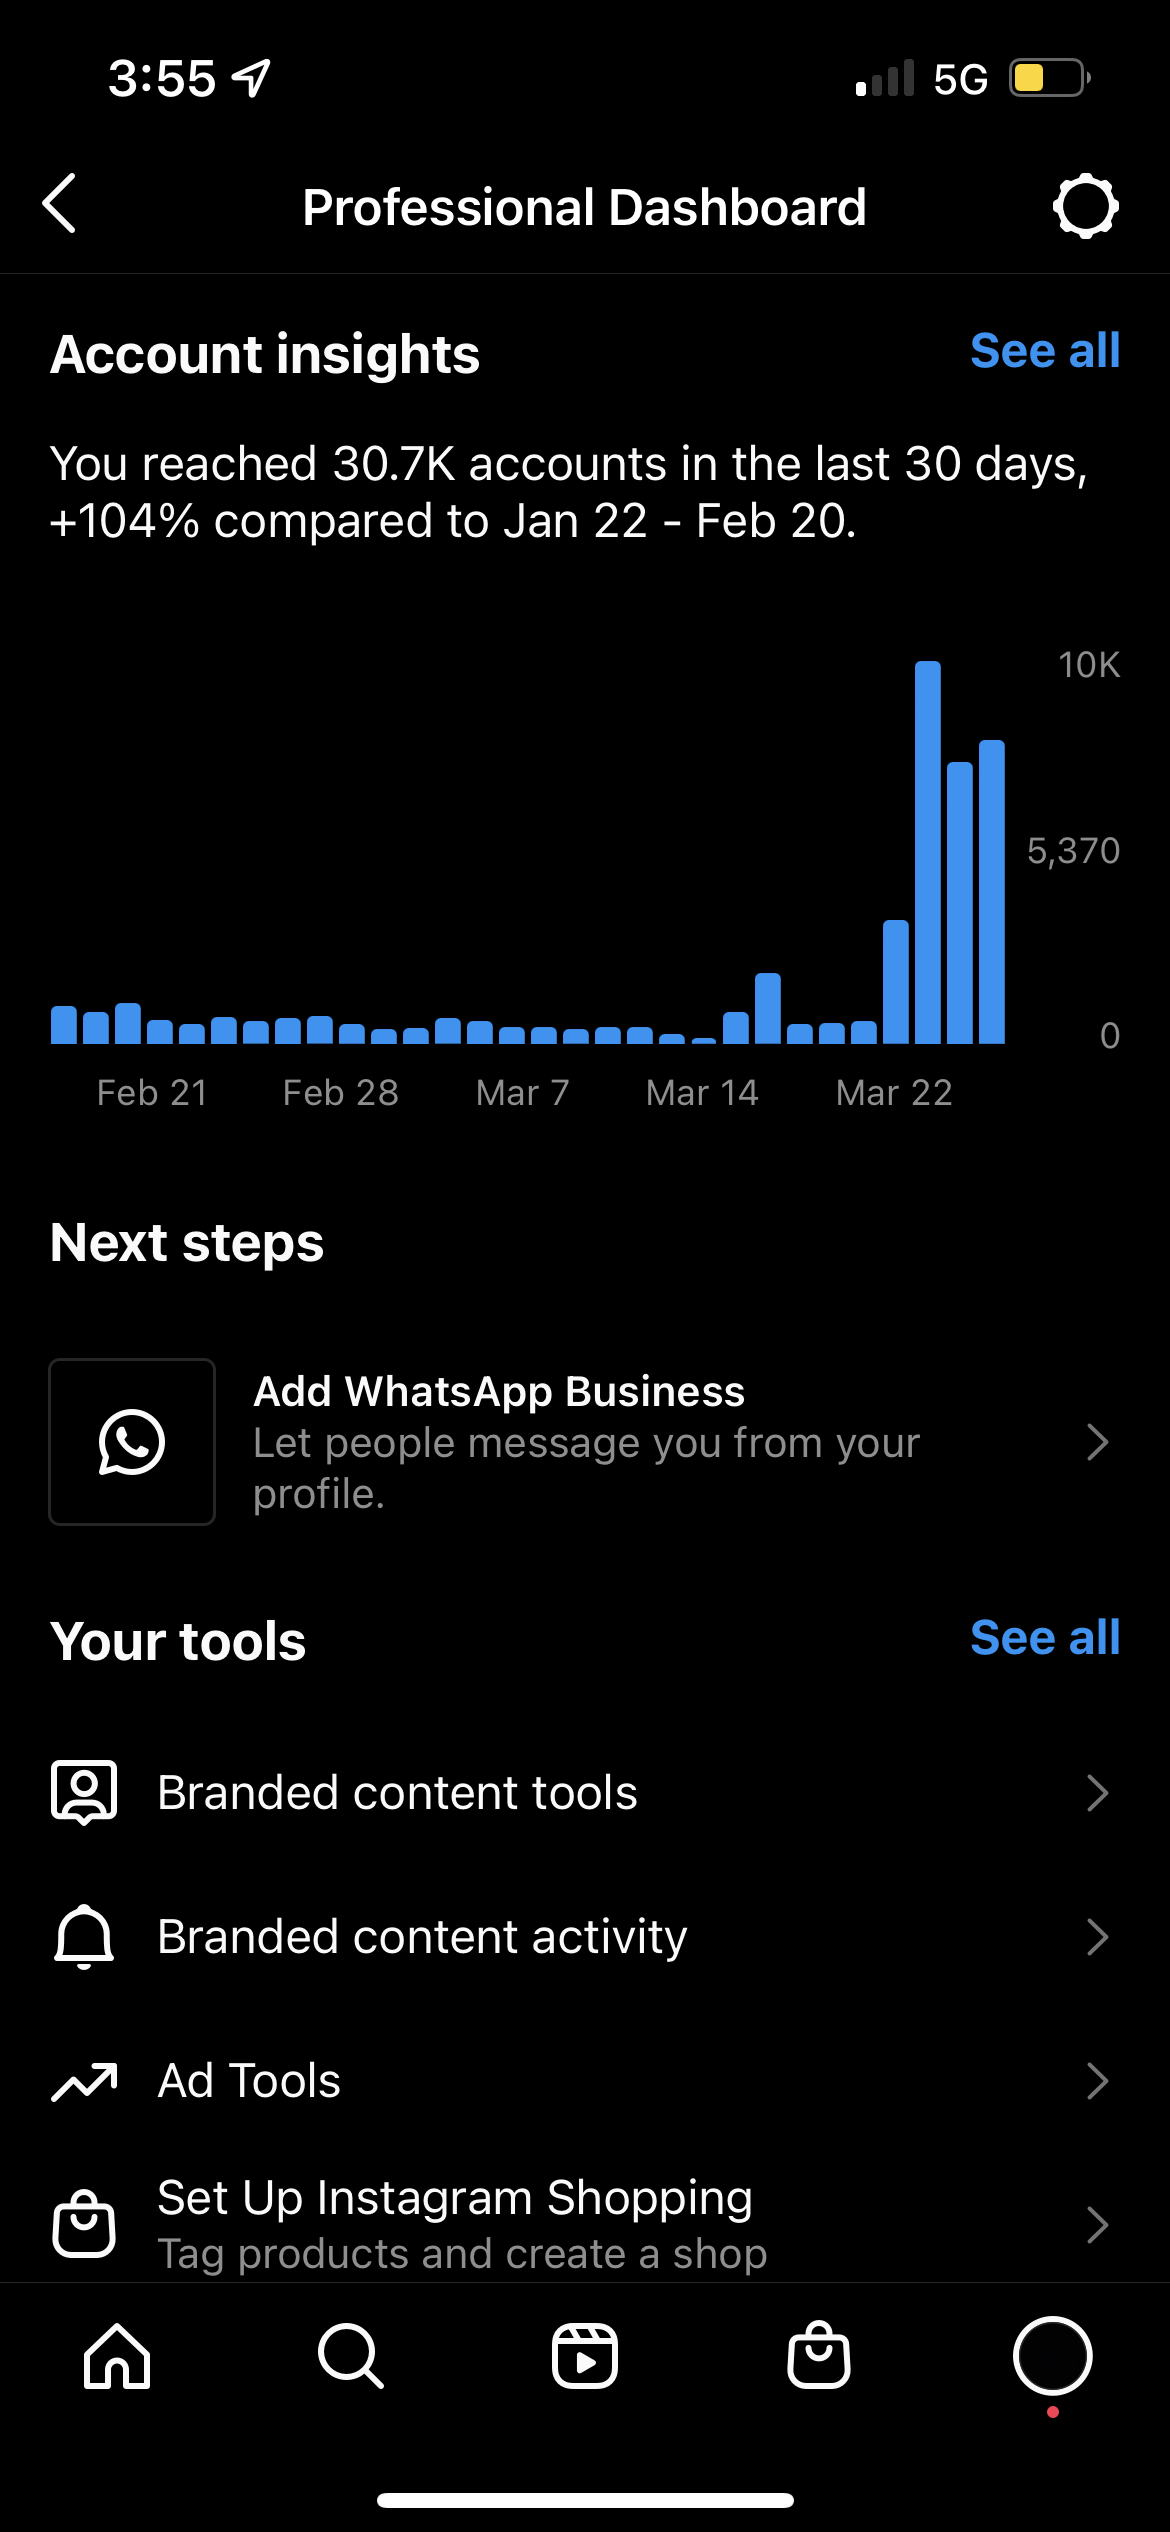 3:55
5G
Professional Dashboard
Account insights
See all
You reached 30.7K accounts in the last 30 days,
+104% compared to Jan 22 - Feb 20.
10K
5,370
0
Feb 21
Feb 28
Mar 7
Mar 14
Mar 22
Next steps
Add WhatsApp Business
Let people message you from your
profile.
Your tools
See all
Branded content tools
Branded content activity
Ad Tools
Set Up Instagram Shopping
Tag products and create a shop